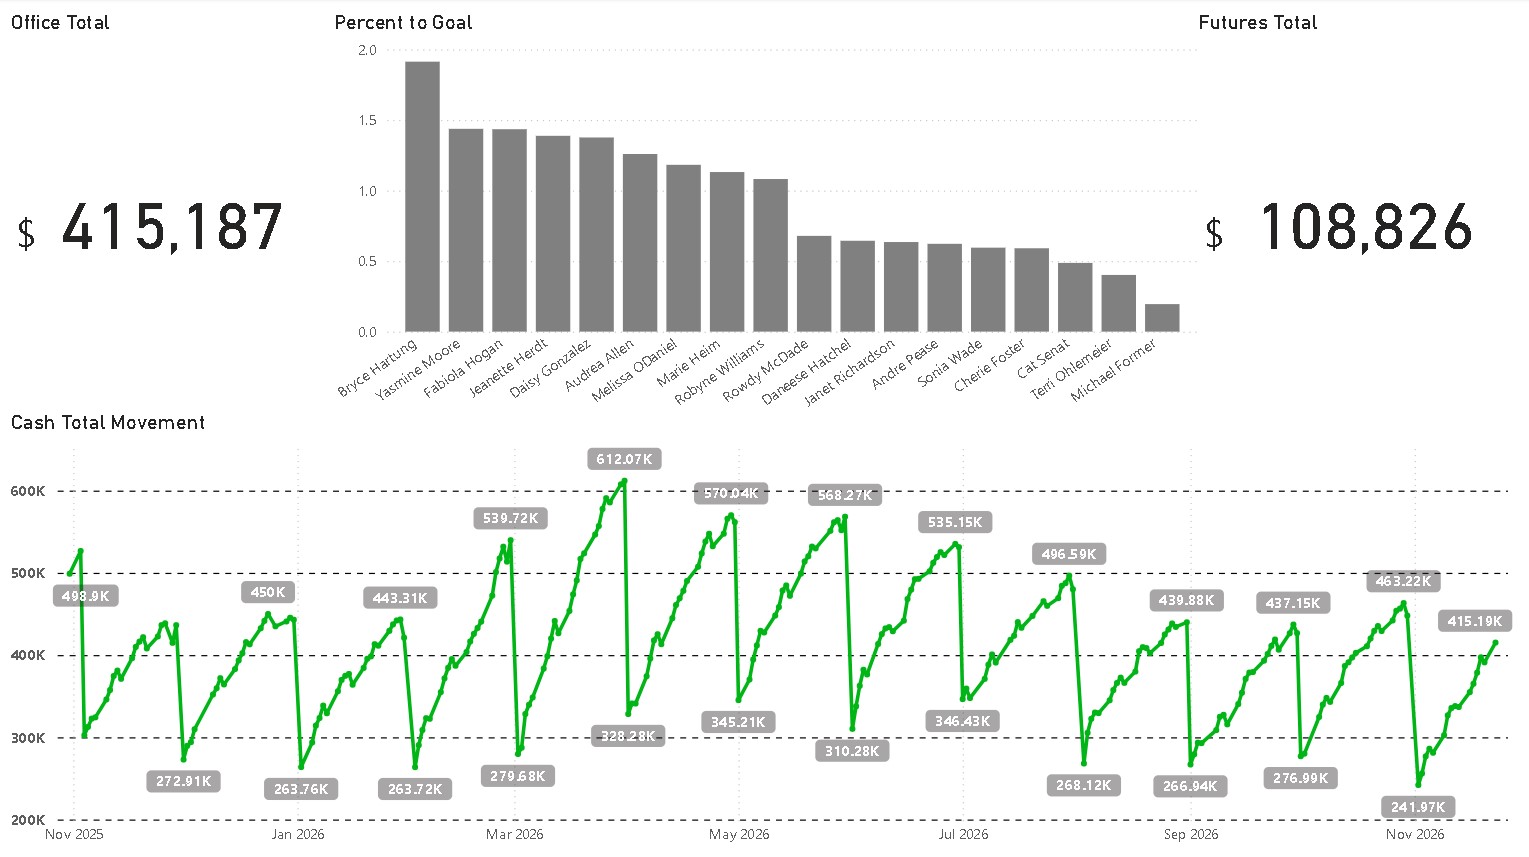 Office Total
Percent to Goal
Futures Total
$ 415,187
2.0
1.5
1.0
0.5
0.0
Bryce Hartung
Yasmine Moore
Fabiola Hogan
Jeanette Herdt
Daisy Gonzalez
Audrea Allen
Melissa ODaniel
Marie Heim
Robyne Williams
Rowdy McDade
Daneese Hatchel
Janet Richardson
Andre Pease
Sonia Wade
Cherie Foster
Cat Senat
Terri Ohlemeier
Michael Former
$ 108,826
Cash Total Movement
600K
500K
400K
300K
200K
498.9K
272.91K
450K
263.76K
443.31K
263.72K
539.72K
279.68K
612.07K
328.28K
570.04K
345.21K
568.27K
310.28K
535.15K
346.43K
496.59K
268.12K
439.88K
266.94K
437.15K
276.99K
463.22K
241.97K
415.19K
Nov 2025
Jan 2026
Mar 2026
May 2026
Jul 2026
Sep 2026
Nov 2026